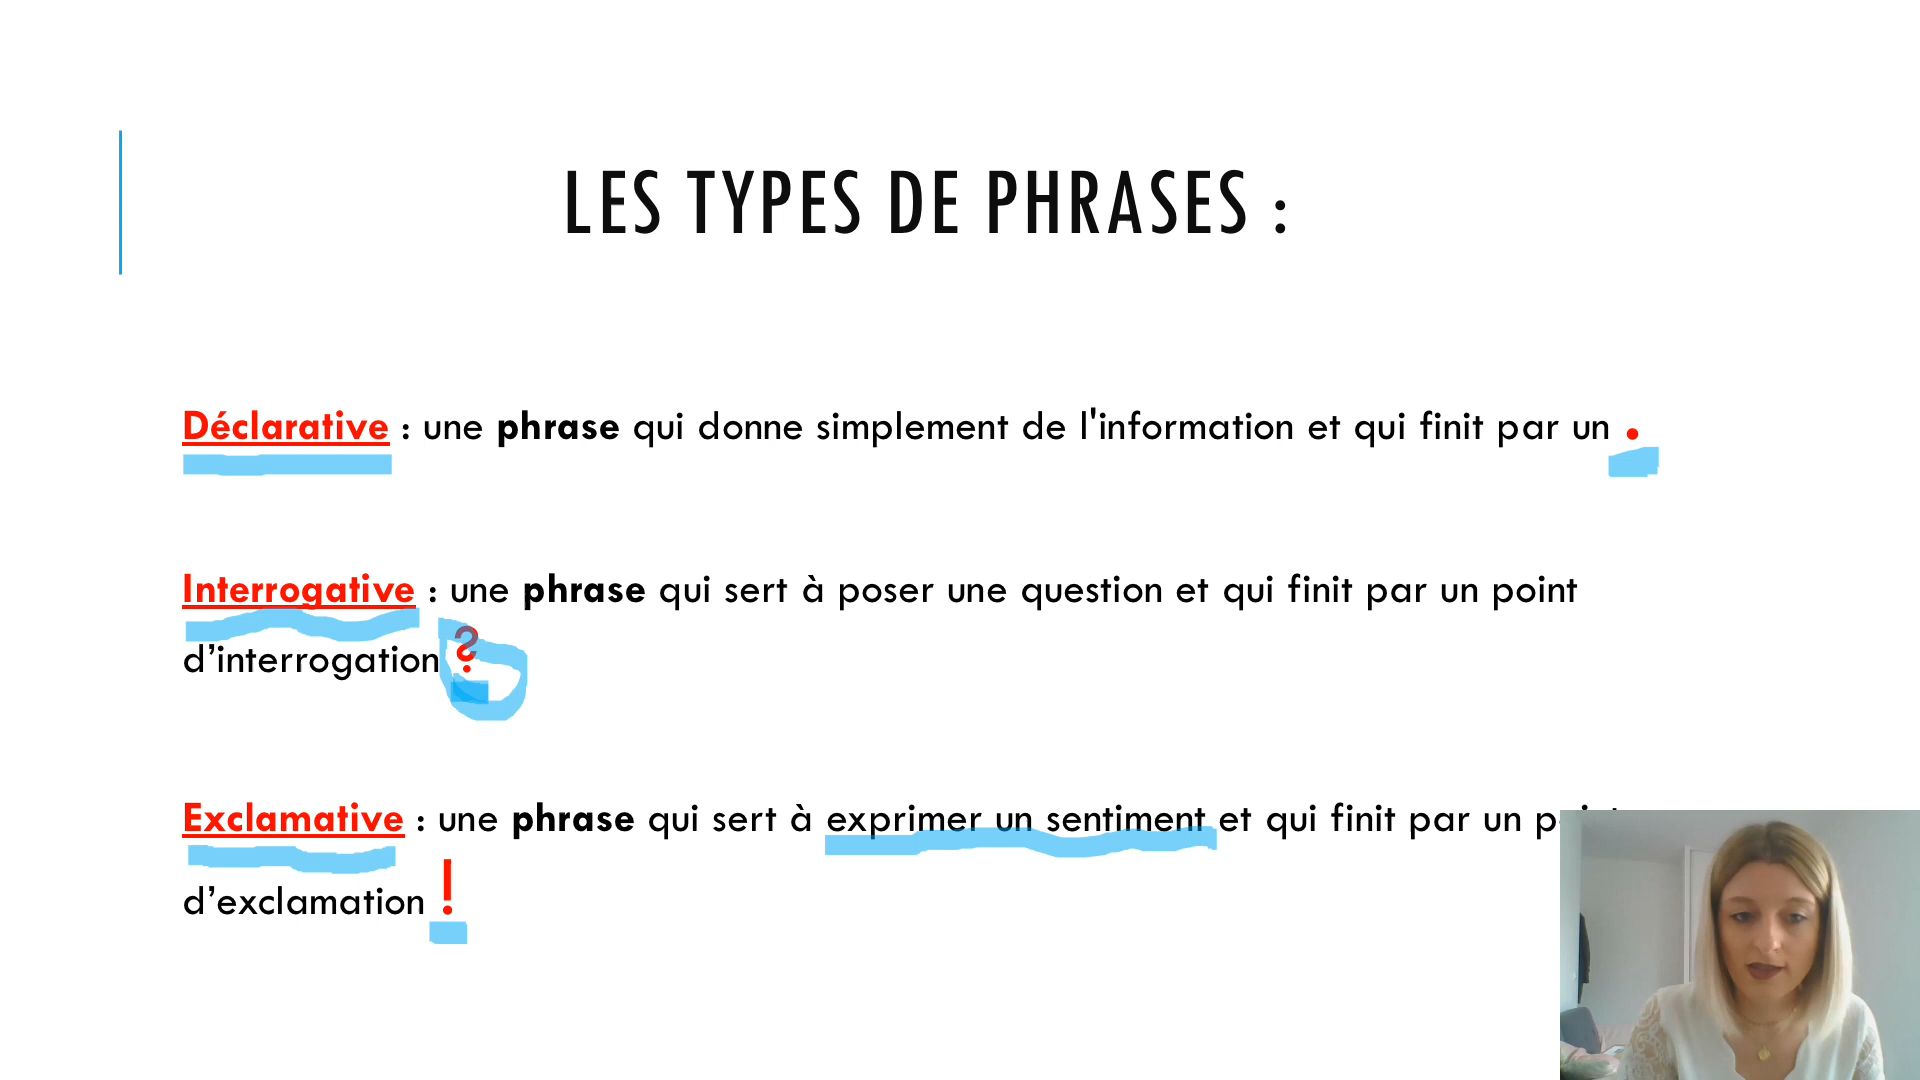 LES TYPES DE PHRASES :
Déclarative : une phrase qui donne simplement de l'information et qui finit par un .
Interrogative : une phrase qui sert à poser une question et qui finit par un point
d’interrogation ?
Exclamative : une phrase qui sert à exprimer un sentiment et qui finit par un point
d’exclamation !